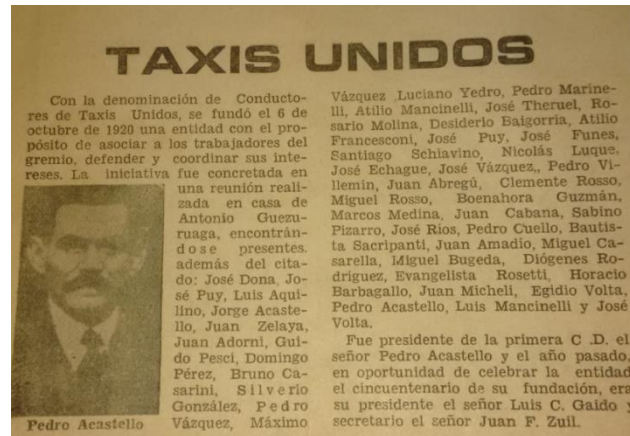 TAXIS UNIDOS
Con la denominación de Conducto-
res de Taxis Unidos, se fundó el 6 de
octubre de 1920 una entidad con el pro-
pósito de asociar a los trabajadores del
gremio, defender y coordinar sus inte-
reses. La iniciativa fue concretada en
una reunión reali-
zada en casa de
Antonio Guezu-
ruaga, encontrán-
dose presentes.
además del cita-
do: José Dona, Jo-
sé Puy, Luis Aqui-
lino, Jorge Acaste-
llo, Juan Zelaya,
Juan Adorni, Gui-
do Pesci, Domingo
Pérez, Bruno Ca-
sarini, Silverio
González, Pedro
Vázquez, Máximo
Pedro Acastello
Vázquez ,Luciano Yedro, Pedro Marine-
lli, Atilio Mancinelli, José Theruel, Ro-
sario Molina, Desiderio Baigorria, Atilio
Francesconi, José Puy, José Funes,
Santiago Schiavino, Nicolás Luque,
José Echague, José Vázquez,, Pedro Vi-
llemin, Juan Abregú, Clemente Rosso,
Miguel Rosso, Boenahora Guzmán,
Marcos Medina, Juan Cabana, Sabino
Pizarro, José Ríos, Pedro Cuello, Bautis-
ta Sacripanti, Juan Amadio, Miguel Ca-
sarella, Miguel Bugeda, Diógenes Ro-
dríguez, Evangelista Rosetti, Horacio
Barbagallo, Juan Micheli, Egidio Volta,
Pedro Acastello, Luis Mancinelli y José
Volta.
Fue presidente de la primera C .D. el
señor Pedro Acastello y el año pasado,
en oportunidad de celebrar la entidad
el cincuentenario de su fundación, era
su presidente el señor Luis C. Gaido y
secretario el señor Juan F. Zuil.